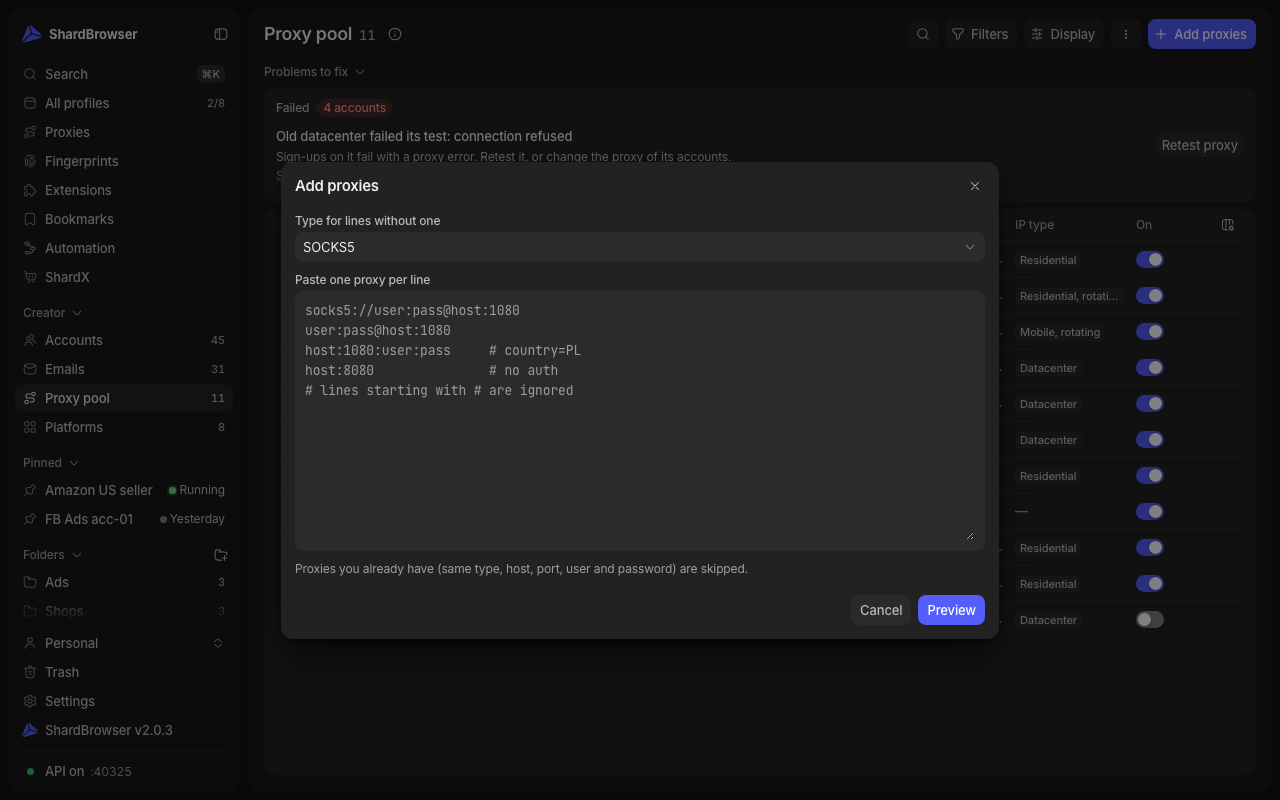 ShardBrowser
Search ⌘K
All profiles 2/8
Proxies
Fingerprints
Extensions
Bookmarks
Automation
ShardX
Creator
Accounts 45
Emails 31
Proxy pool 11
Platforms 8
Pinned
Amazon US seller Running
FB Ads acc-01 Yesterday
Folders
Ads 3
Shops 3
Personal
Trash
Settings
ShardBrowser v2.0.3
API on :40325
Proxy pool 11
Filters
Display
Add proxies
Problems to fix
Failed 4 accounts
Old datacenter failed its test: connection refused
Sign-ups on it fail with a proxy error. Retest it, or change the proxy of its accounts.
Retest proxy
IP type On
Residential
Residential, rotati...
Mobile, rotating
Datacenter
Datacenter
Datacenter
Residential
—
Residential
Residential
Datacenter
Add proxies
Type for lines without one
SOCKS5
Paste one proxy per line
socks5://user:pass@host:1080
user:pass@host:1080
host:1080:user:pass     # country=PL
host:8080               # no auth
# lines starting with # are ignored
Proxies you already have (same type, host, port, user and password) are skipped.
Cancel
Preview